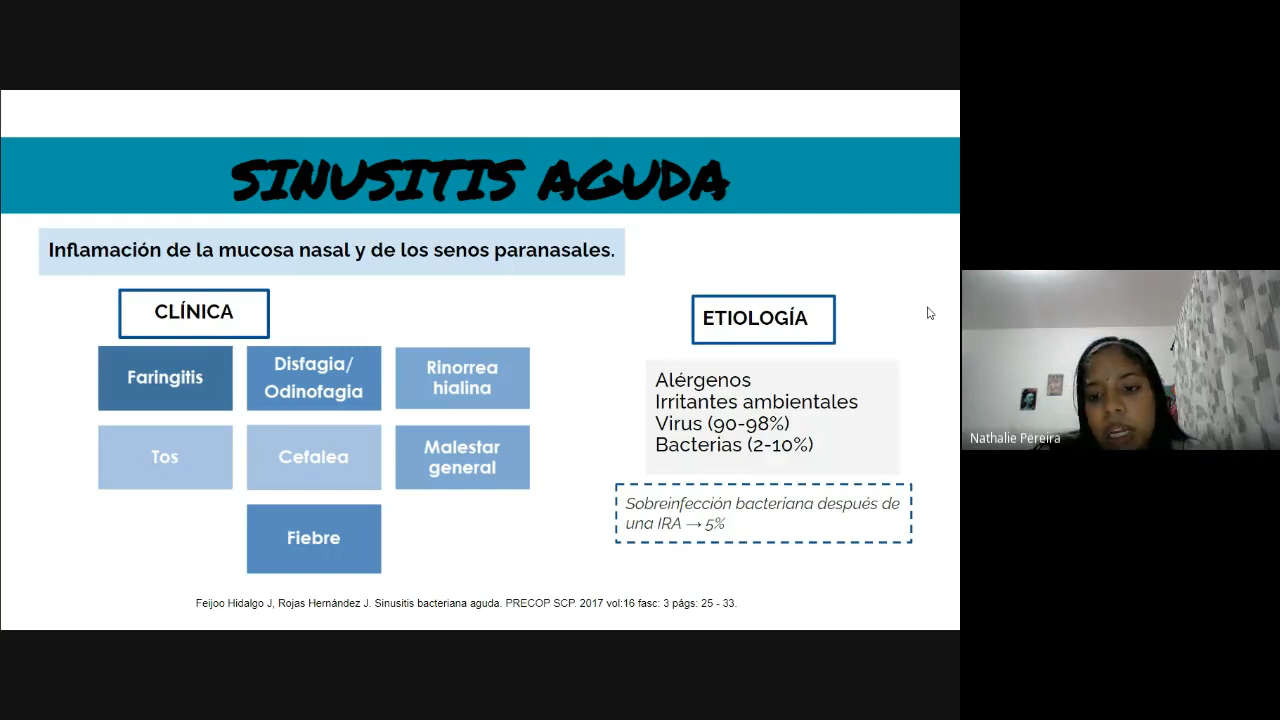 SINUSITIS AGUDA
Inflamación de la mucosa nasal y de los senos paranasales.
CLÍNICA
Faringitis
Disfagia/
Odinofagia
Rinorrea
hialina
Tos
Cefalea
Malestar
general
Fiebre
ETIOLOGÍA
Alérgenos
Irritantes ambientales
Virus (90-98%)
Bacterias (2-10%)
Sobreinfección bacteriana después de
una IRA → 5%
Feijoo Hidalgo J, Rojas Hernández J. Sinusitis bacteriana aguda. PRECOP SCP. 2017 vol:16 fasc: 3 págs: 25 - 33.
Nathalie Pereira